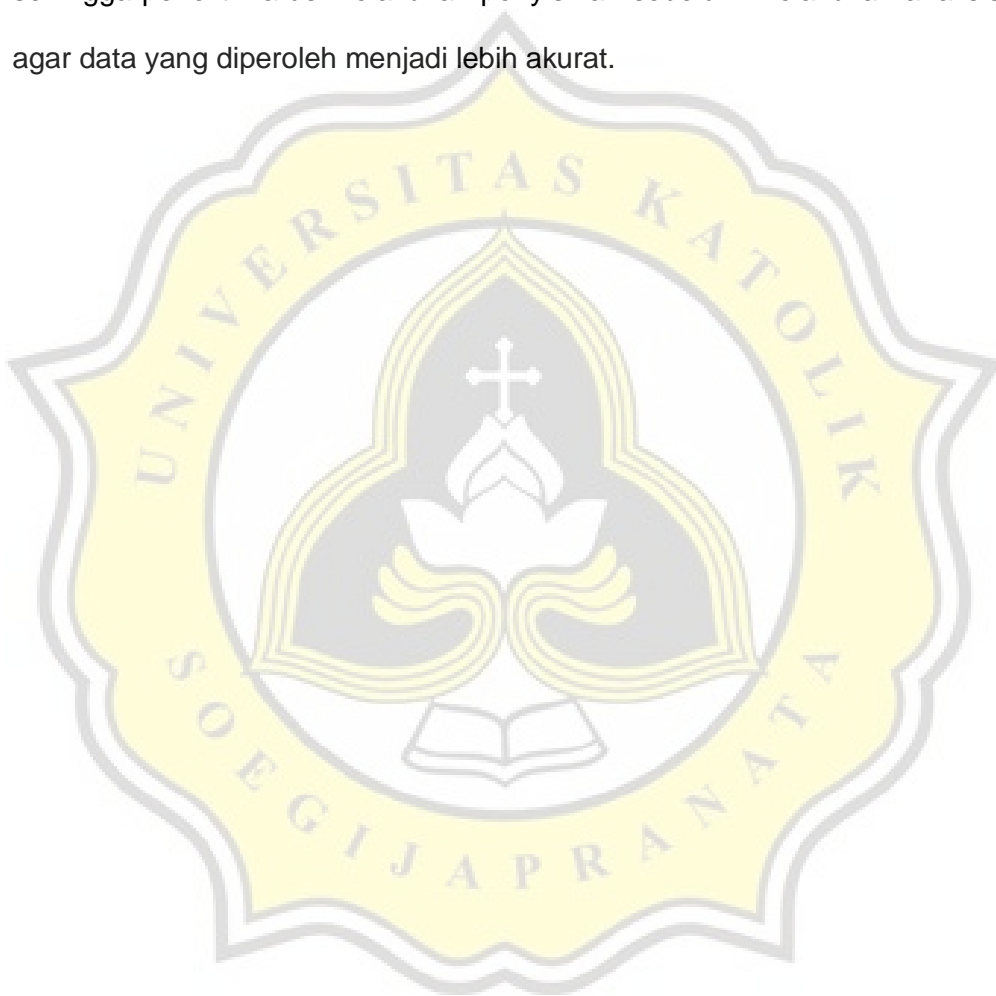 agar data yang diperoleh menjadi lebih akurat.
UNIVERSITAS KATOLIK
SOEGIJAPRANATA